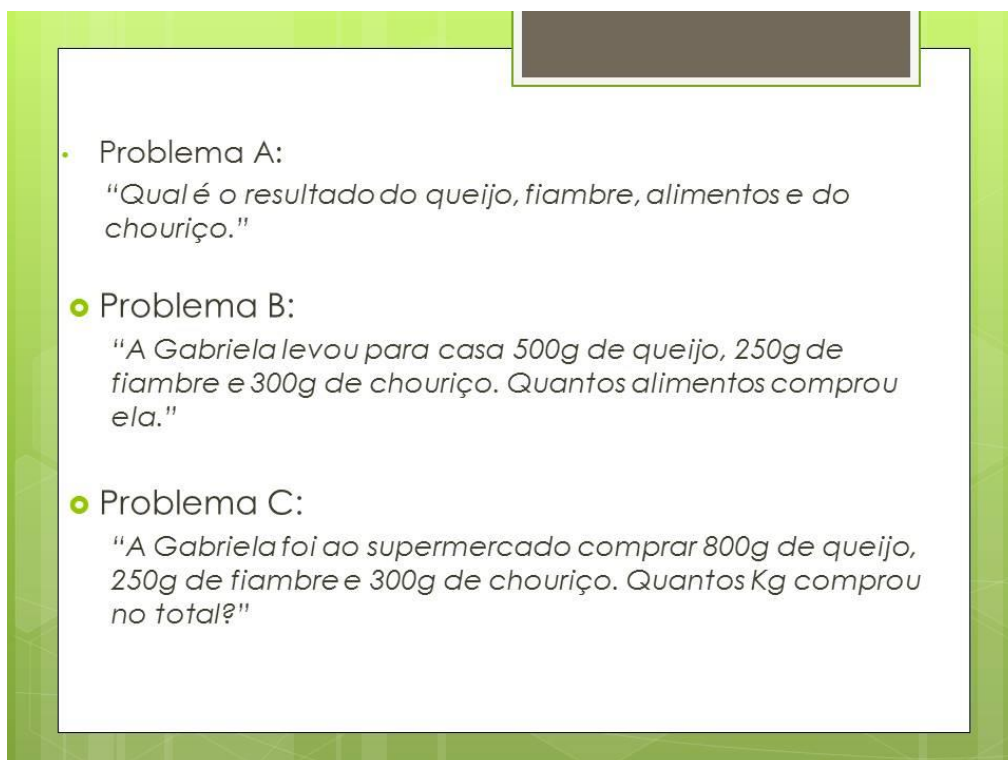 Problema A:
“Qual é o resultado do queijo, fiambre, alimentos e do
chouriço.”
Problema B:
“A Gabriela levou para casa 500g de queijo, 250g de
fiambre e 300g de chouriço. Quantos alimentos comprou
ela.”
Problema C:
“A Gabriela foi ao supermercado comprar 800g de queijo,
250g de fiambre e 300g de chouriço. Quantos Kg comprou
no total?”